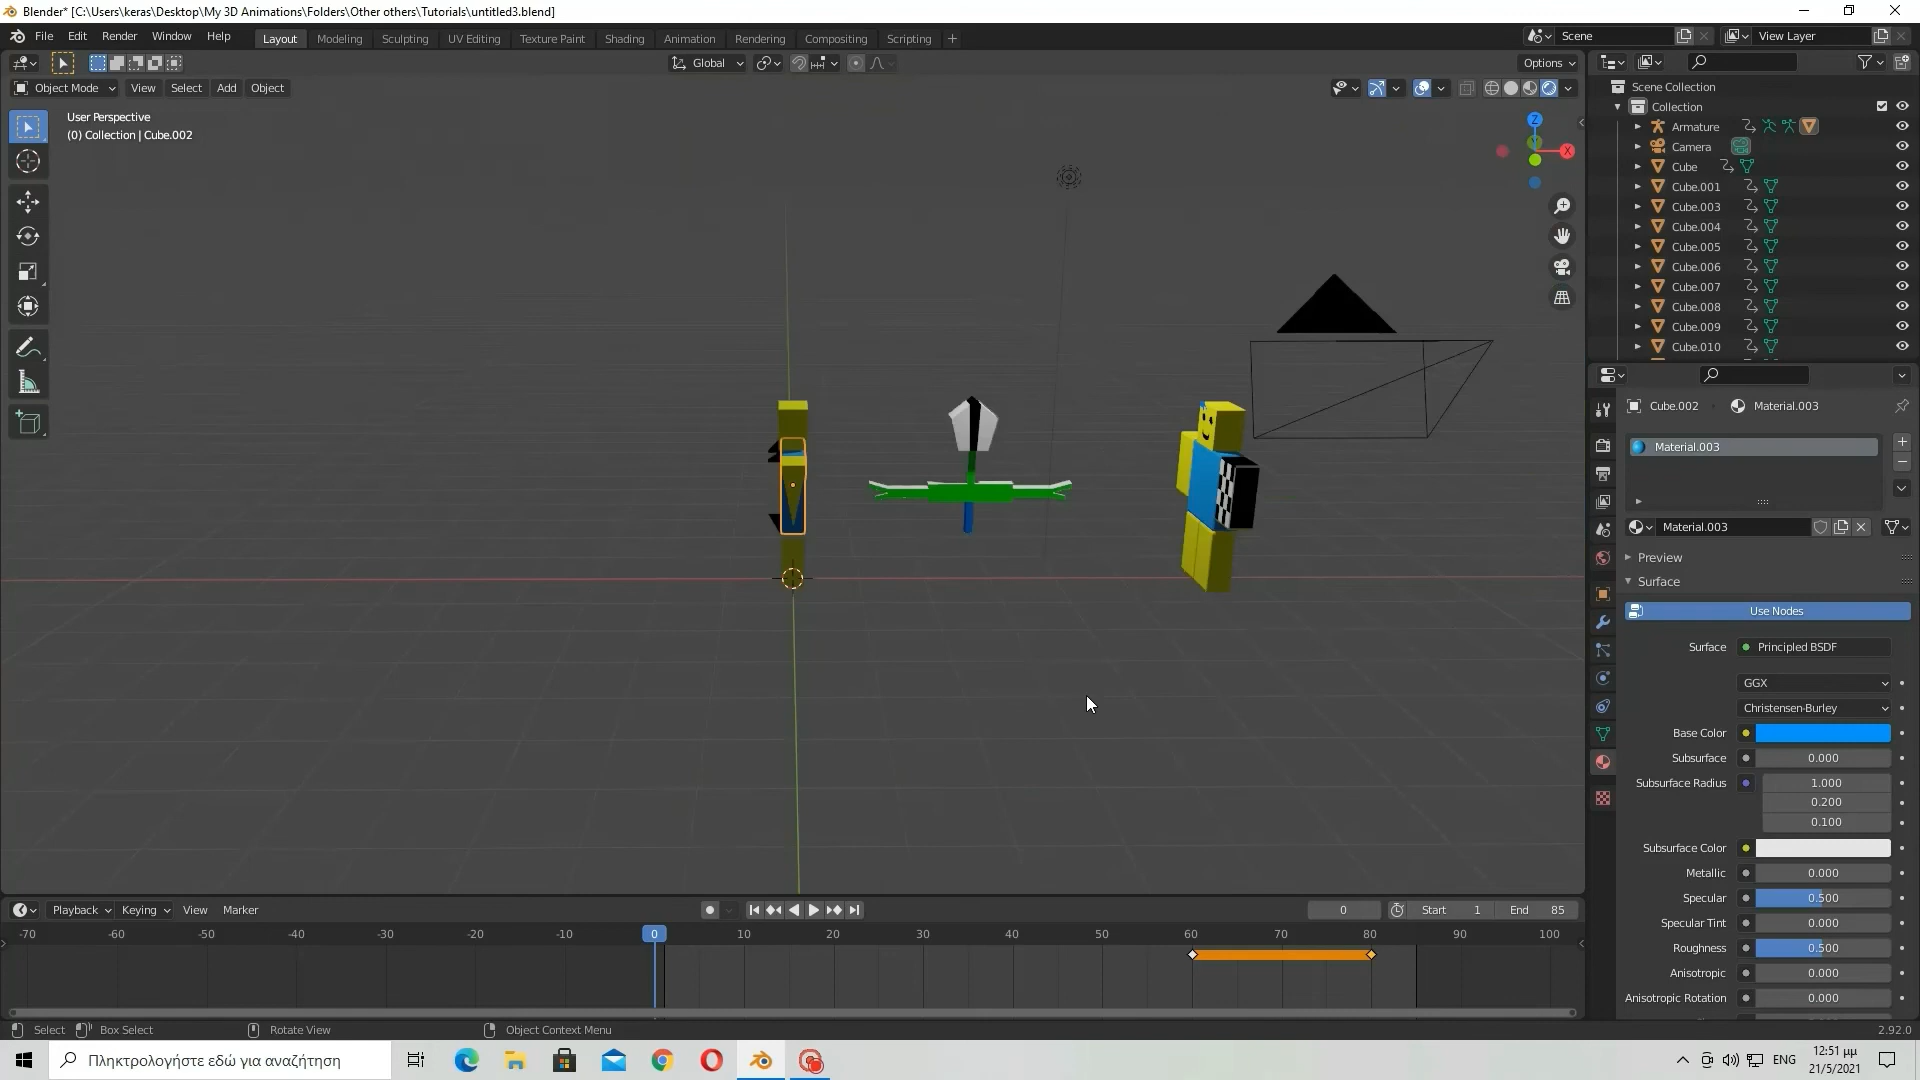 Blender* [C:\Users\keras\Desktop\My 3D Animations\Folders\Other others\Tutorials\untitled3.blend]
File Edit Render Window Help
Layout Modeling Sculpting UV Editing Texture Paint Shading Animation Rendering Compositing Scripting +
Scene
View Layer
Global
Options
Object Mode View Select Add Object
User Perspective
(0) Collection | Cube.002
Z
X
Scene Collection
Collection
Armature
Camera
Cube
Cube.001
Cube.003
Cube.004
Cube.005
Cube.006
Cube.007
Cube.008
Cube.009
Cube.010
Cube.002
Material.003
Material.003
Material.003
Preview
Surface
Use Nodes
Surface Principled BSDF
GGX
Christensen-Burley
Base Color
Subsurface 0.000
Subsurface Radius 1.000
0.200
0.100
Subsurface Color
Metallic 0.000
Specular 0.500
Specular Tint 0.000
Roughness 0.500
Anisotropic 0.000
Anisotropic Rotation 0.000
Playback Keying View Marker
0
Start 1 End 85
-70 -60 -50 -40 -30 -20 -10 0 10 20 30 40 50 60 70 80 90 100
Select Box Select Rotate View Object Context Menu
2.92.0
Πληκτρολογήστε εδώ για αναζήτηση
ENG
12:51 μμ
21/5/2021